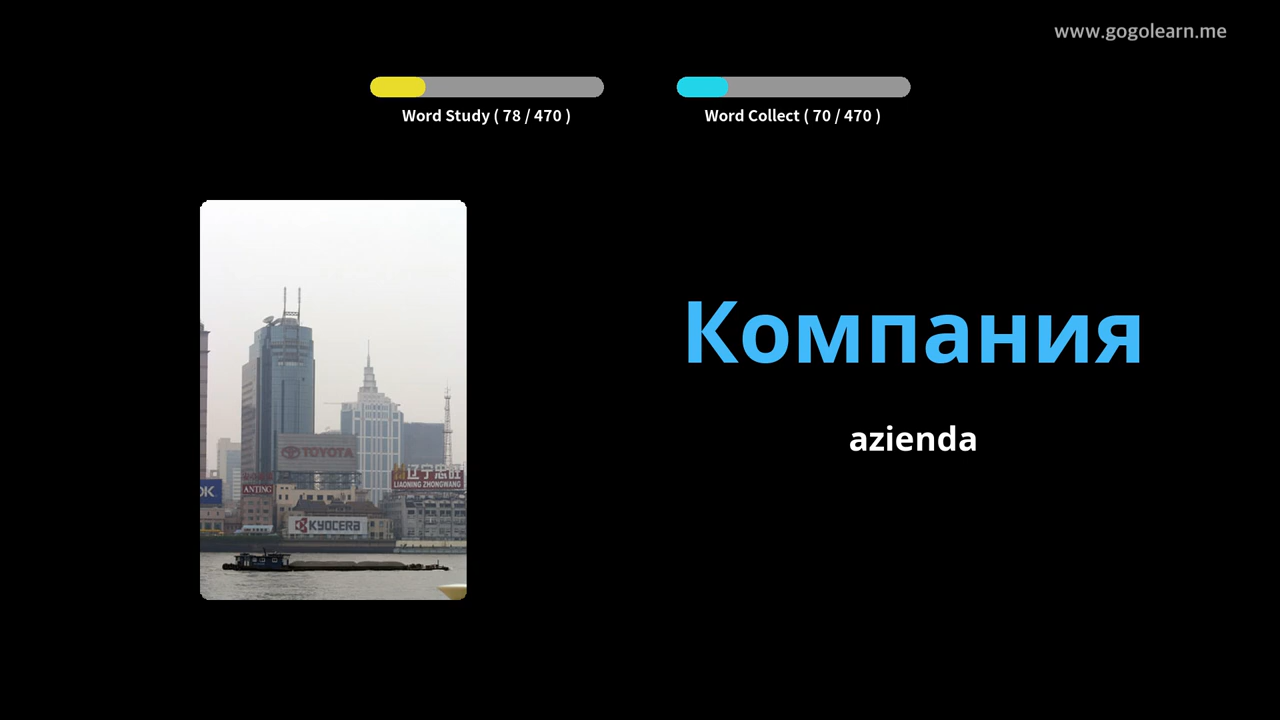 www.gogolearn.me
Word Study ( 78 / 470 )
Word Collect ( 70 / 470 )
Компания
azienda
TOYOTA
辽宁忠旺
LIAONING ZHONGWANG
OK
ANTING
KYOCERA